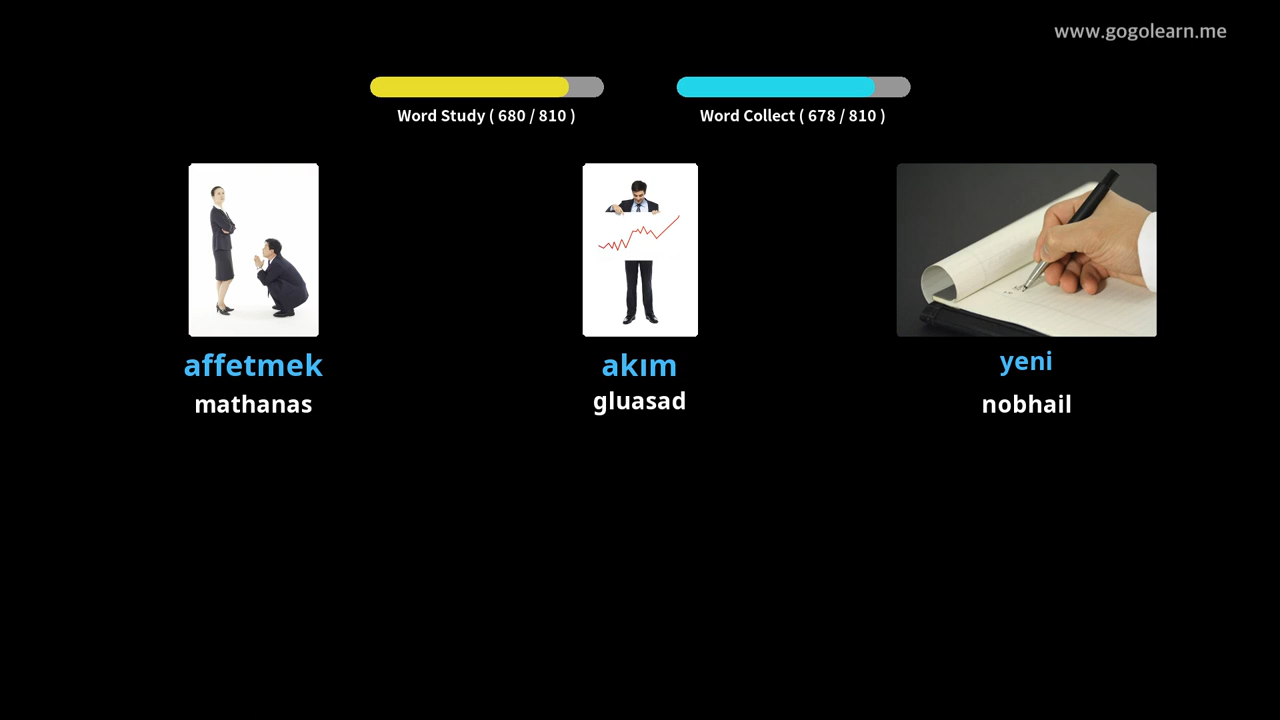 www.gogolearn.me
Word Study ( 680 / 810 )
Word Collect ( 678 / 810 )
affetmek
mathanas
akım
gluasad
yeni
nobhail